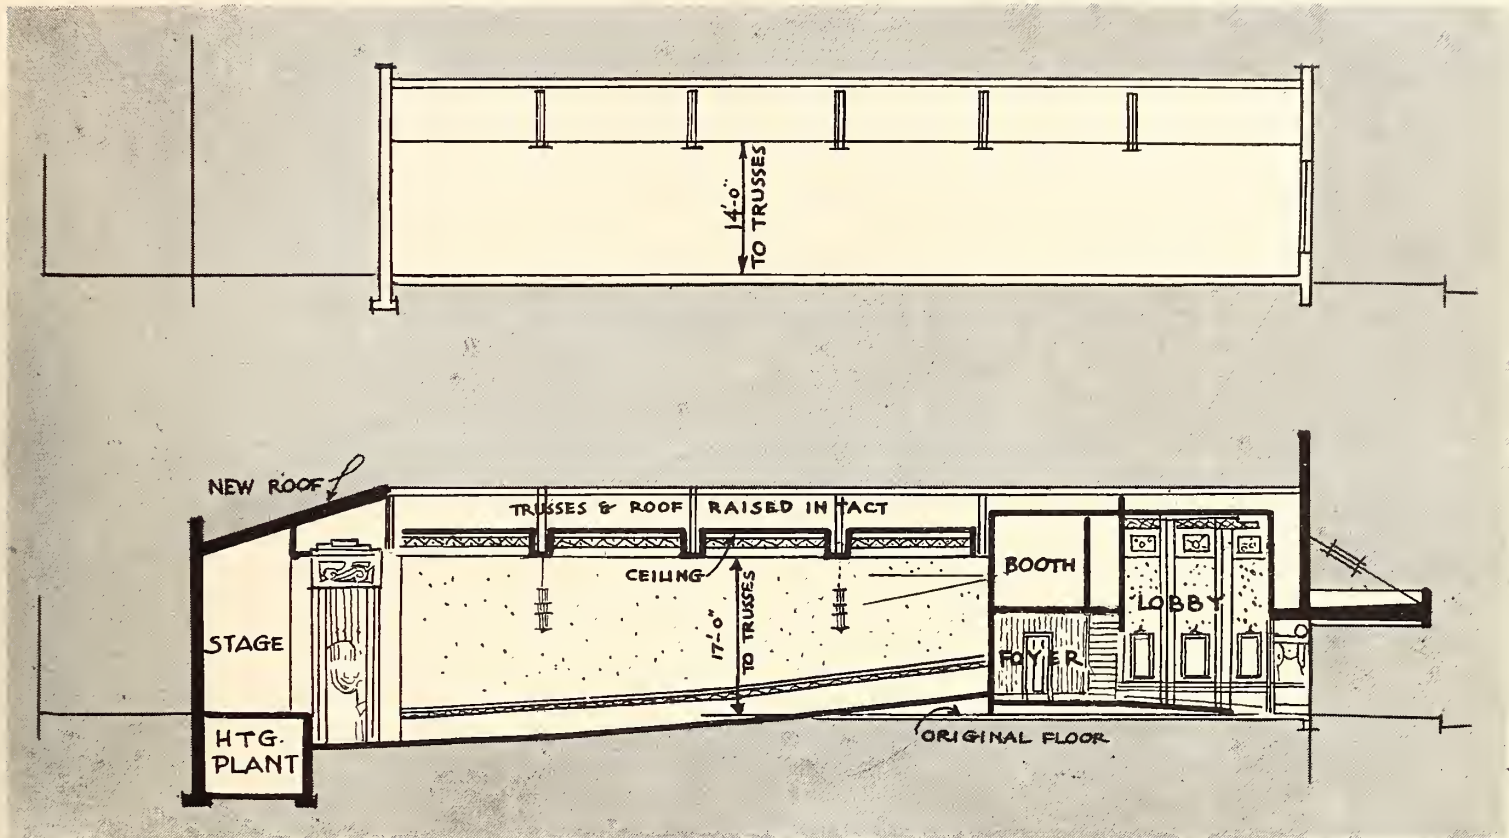 14'-0"
TO TRUSSES
NEW ROOF
TRUSSES & ROOF RAISED IN TACT
CEILING
BOOTH
LOBBY
STAGE
17'-0"
TO TRUSSES
FOYER
HTG.
PLANT
ORIGINAL FLOOR